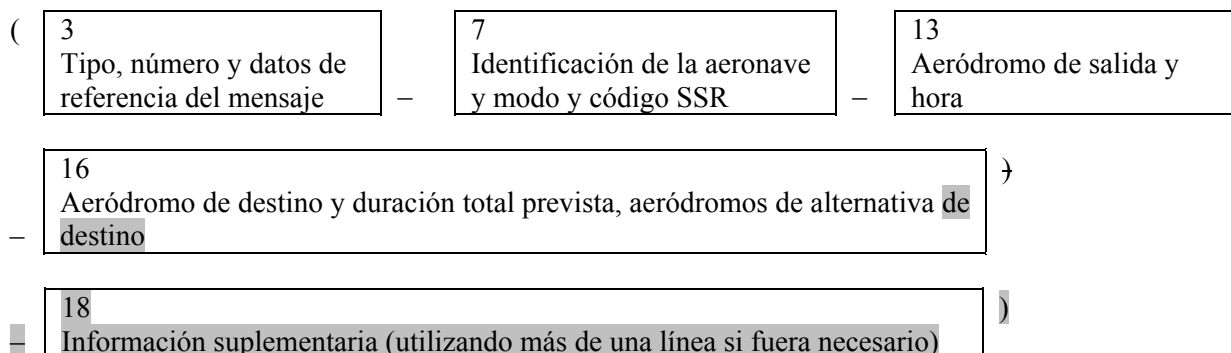 ( 3 7 13
Tipo, número y datos de Identificación de la aeronave Aeródromo de salida y
referencia del mensaje – y modo y código SSR – hora
16 )
Aeródromo de destino y duración total prevista, aeródromos de alternativa de
– destino
18 )
– Información suplementaria (utilizando más de una línea si fuera necesario)